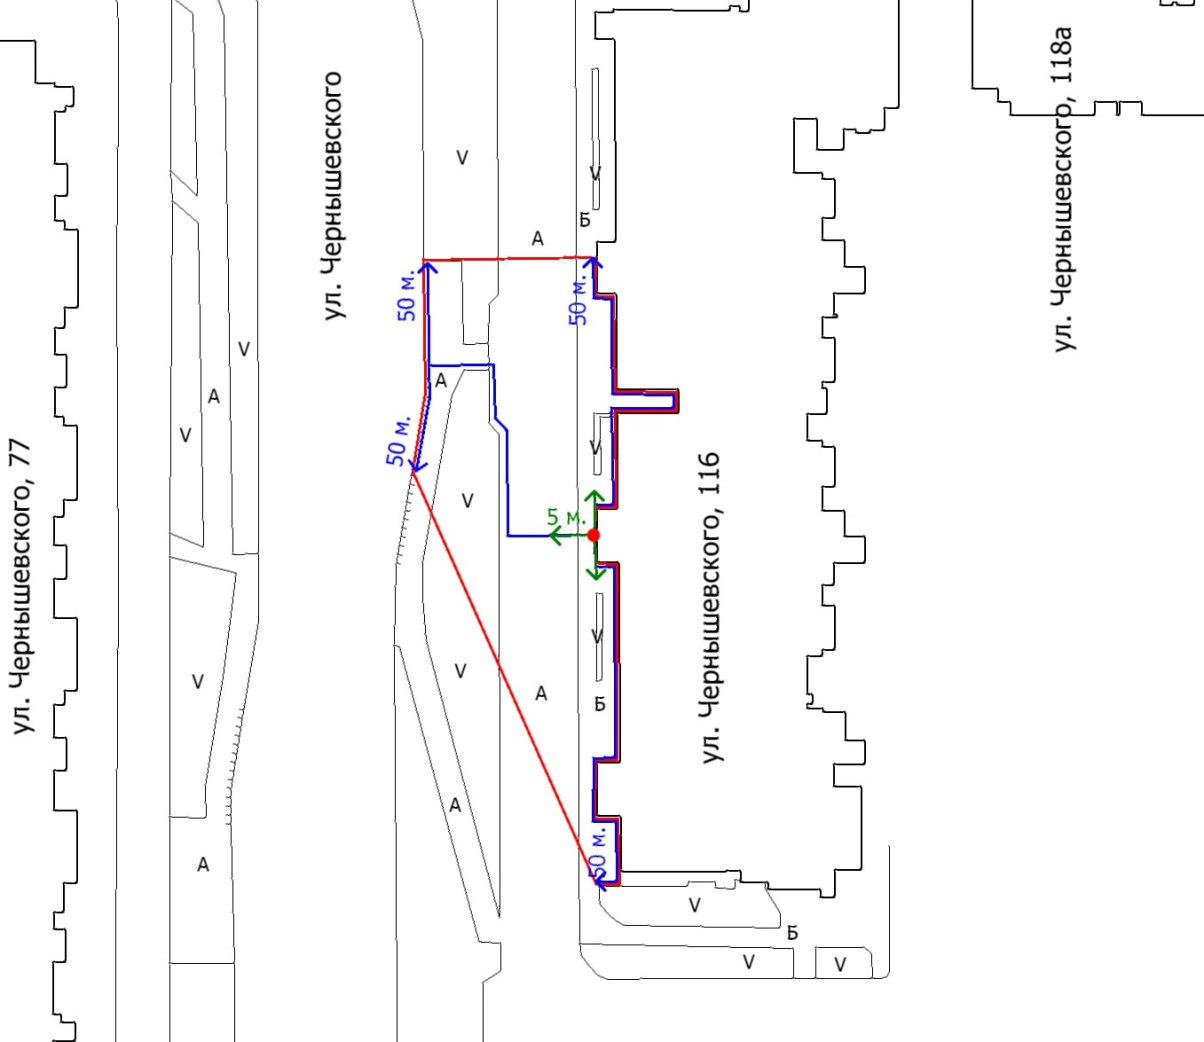 ул. Чернышевского, 118а
ул. Чернышевского
V
V
Б
А
50 м.
50 м.
V
А
А
50 м.
V
V
ул. Чернышевского, 77
ул. Чернышевского, 116
V
5 м.
V
V
V
А
Б
А
50 м.
А
V
Б
V
V